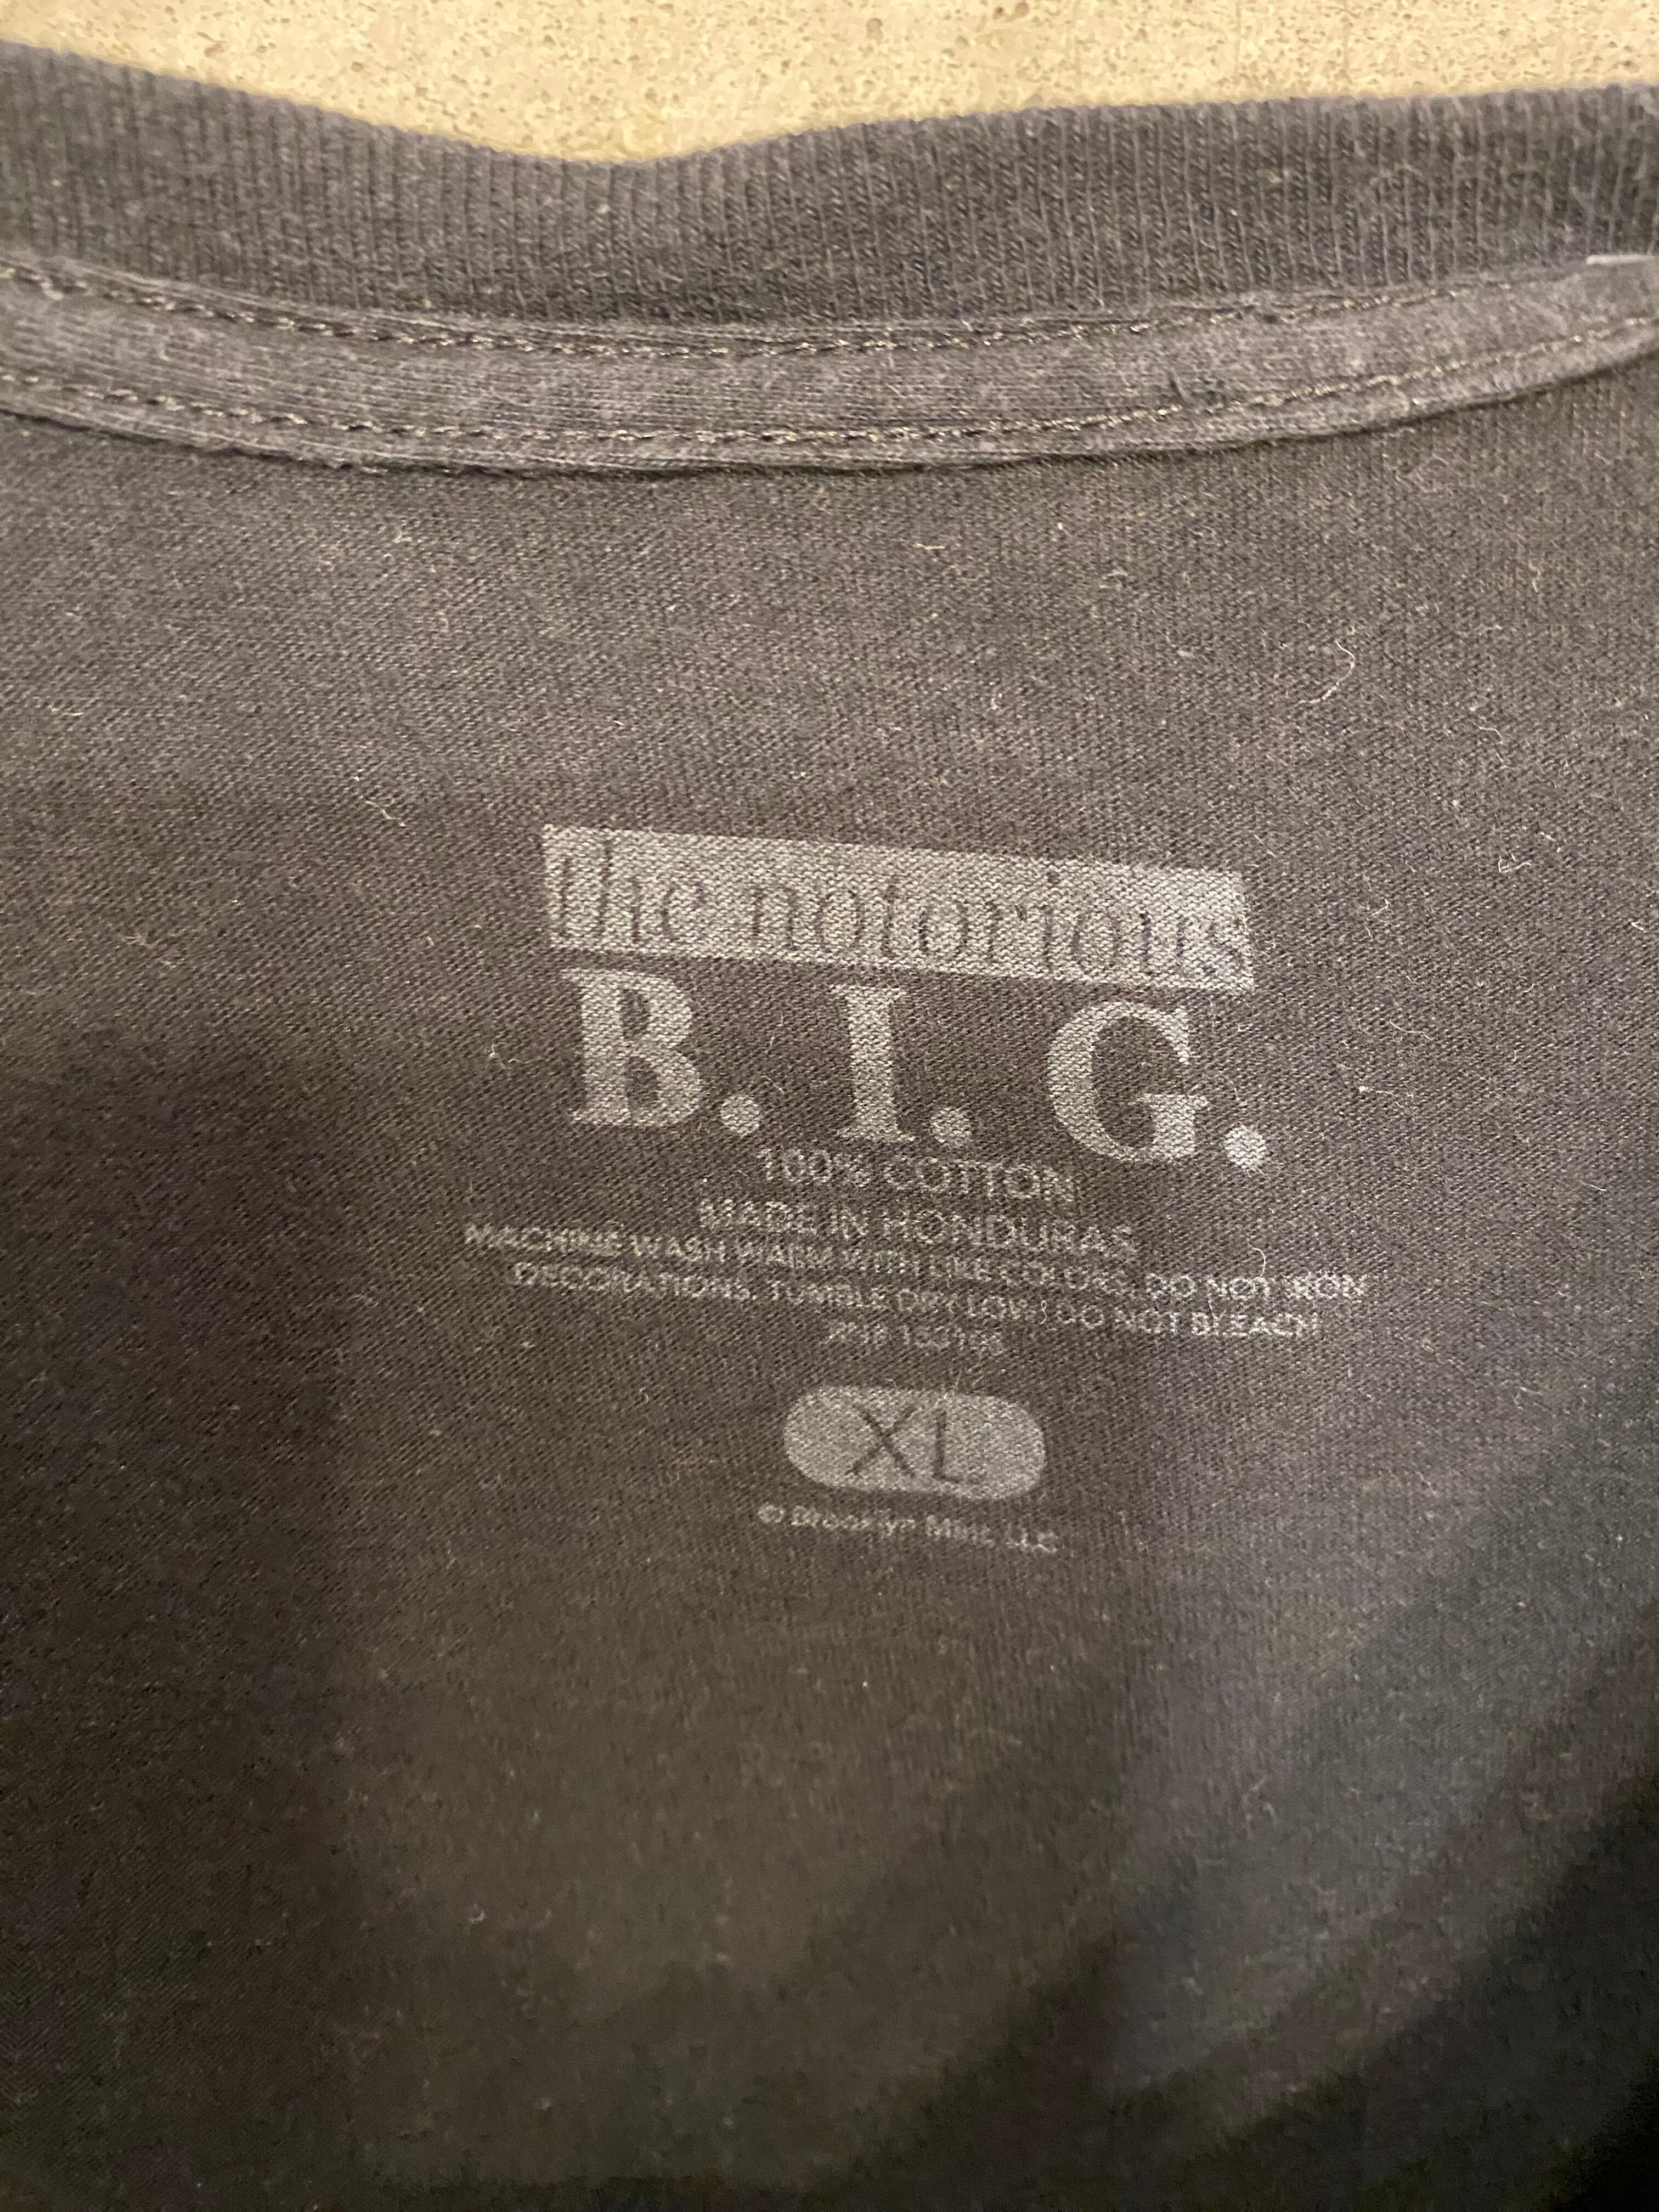 the notorious
B. I. G.
100% COTTON
MADE IN HONDURAS
MACHINE WASH WARM WITH LIKE COLORS, DO NOT IRON
DECORATIONS, TUMBLE DRY LOW, DO NOT BLEACH
XL
© Brooklyn Mint, LLC